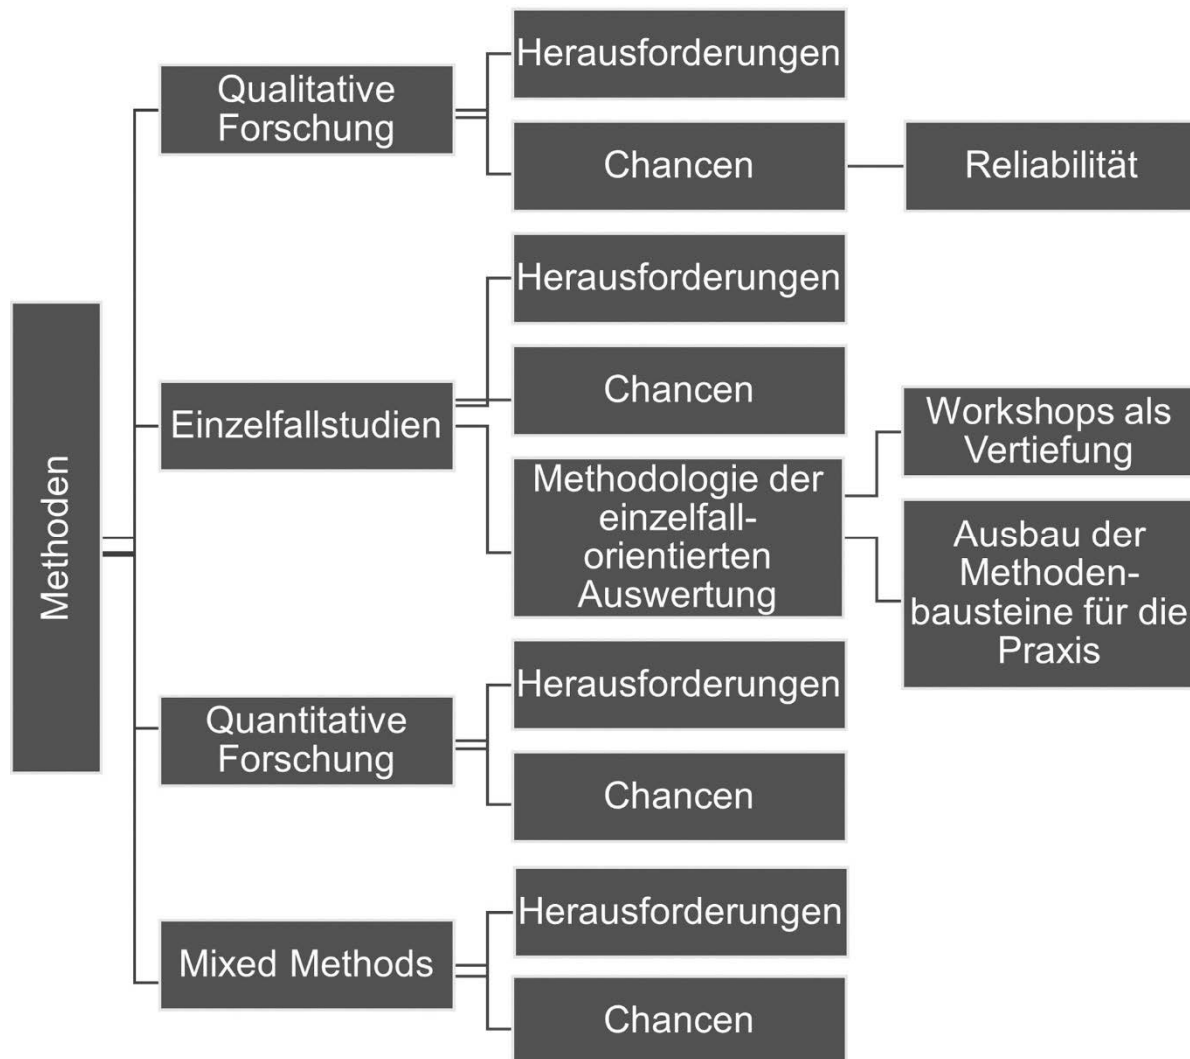 Methoden
Qualitative
Forschung
Herausforderungen
Chancen
Reliabilität
Einzelfallstudien
Herausforderungen
Chancen
Methodologie der
einzelfall-
orientierten
Auswertung
Workshops als
Vertiefung
Ausbau der
Methoden-
bausteine für die
Praxis
Quantitative
Forschung
Herausforderungen
Chancen
Mixed Methods
Herausforderungen
Chancen